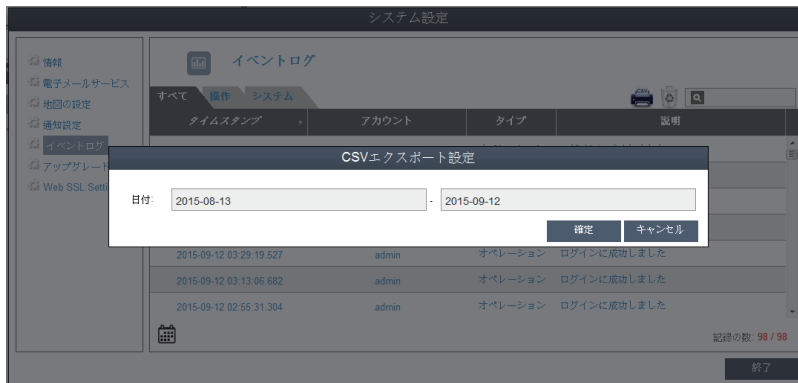 システム設定
情報
電子メールサービス
地図の設定
通知設定
イベントログ
アップグレード
Web SSL Setti
イベントログ
すべて 操作 システム
タイムスタンプ アカウント タイプ 説明
CSVエクスポート設定
日付: 2015-08-13 - 2015-09-12
確定 キャンセル
2015-09-12 03:29:19.527 admin オペレーション ログインに成功しました
2015-09-12 03:13:06.682 admin オペレーション ログインに成功しました
2015-09-12 02:55:31.304 admin オペレーション ログインに成功しました
記録の数: 98 / 98
終了